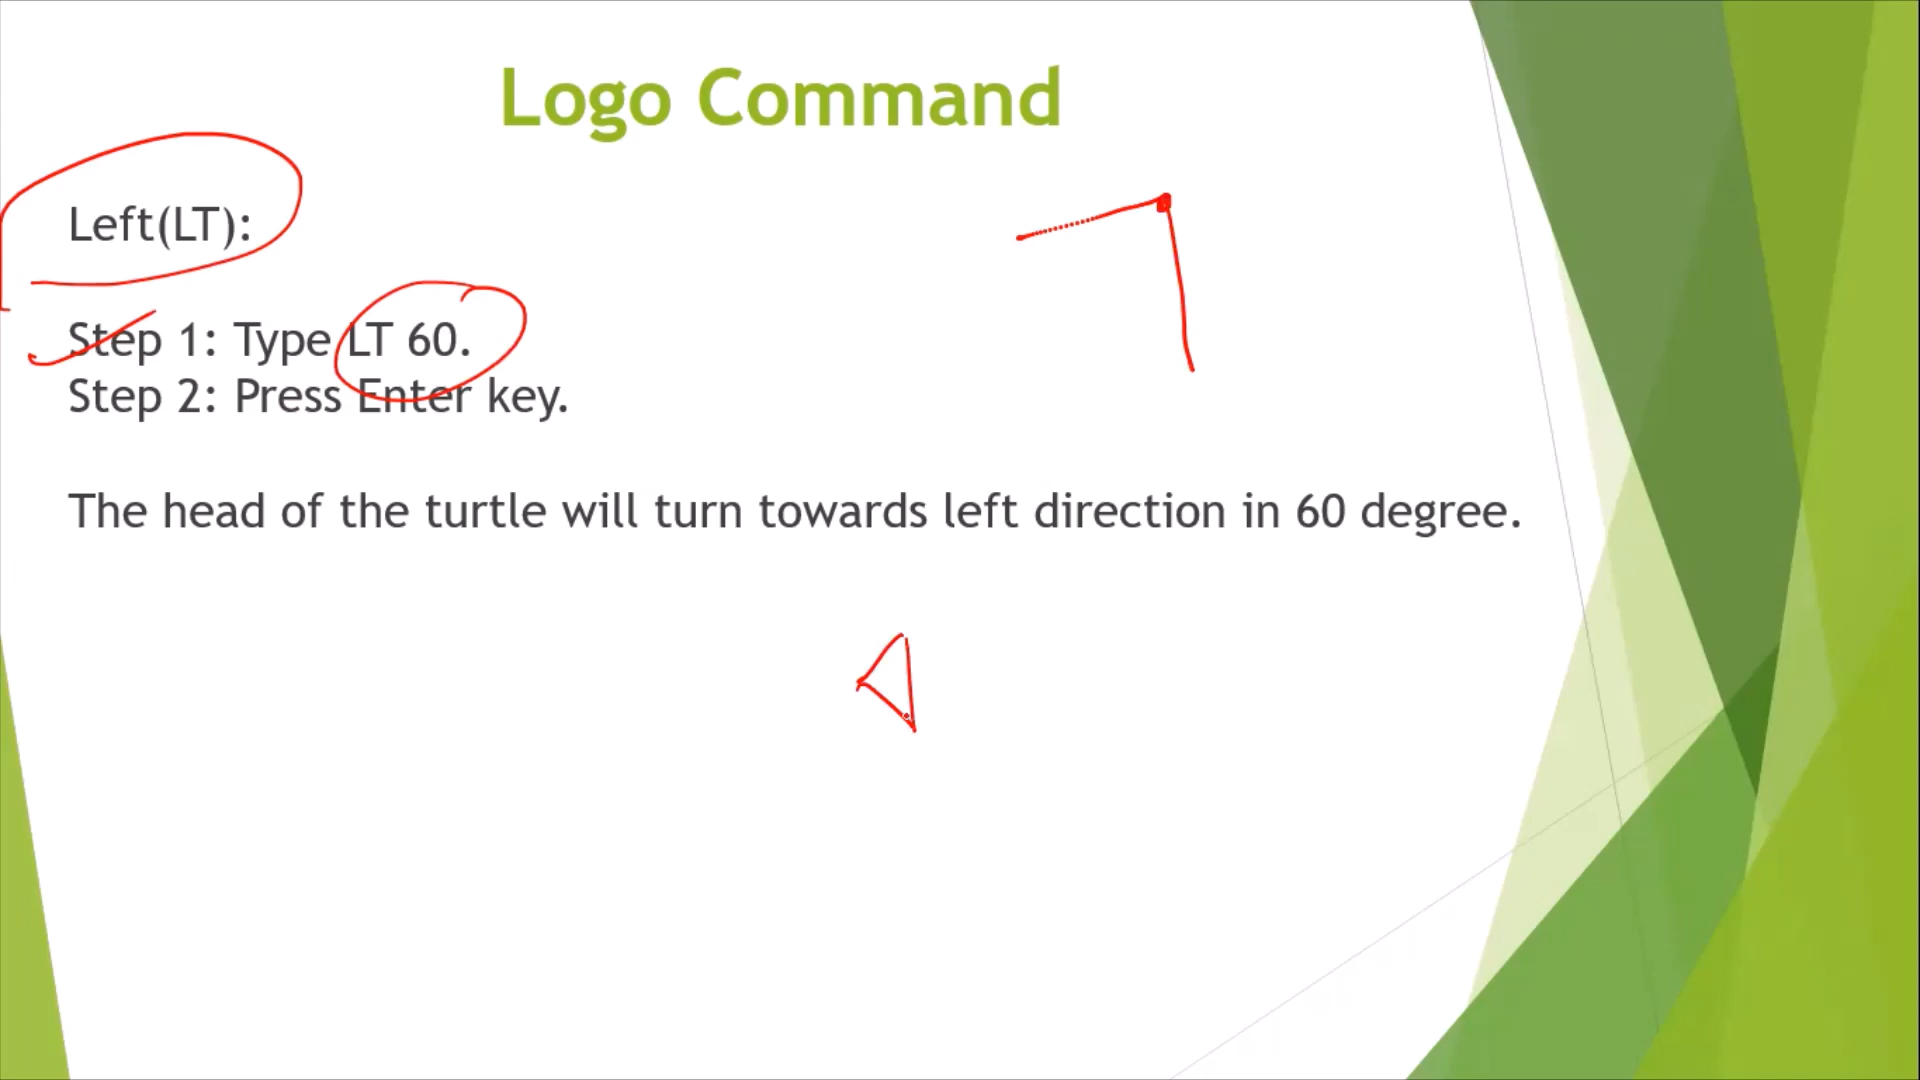 Logo Command
Left(LT):
Step 1: Type LT 60.
Step 2: Press Enter key.
The head of the turtle will turn towards left direction in 60 degree.